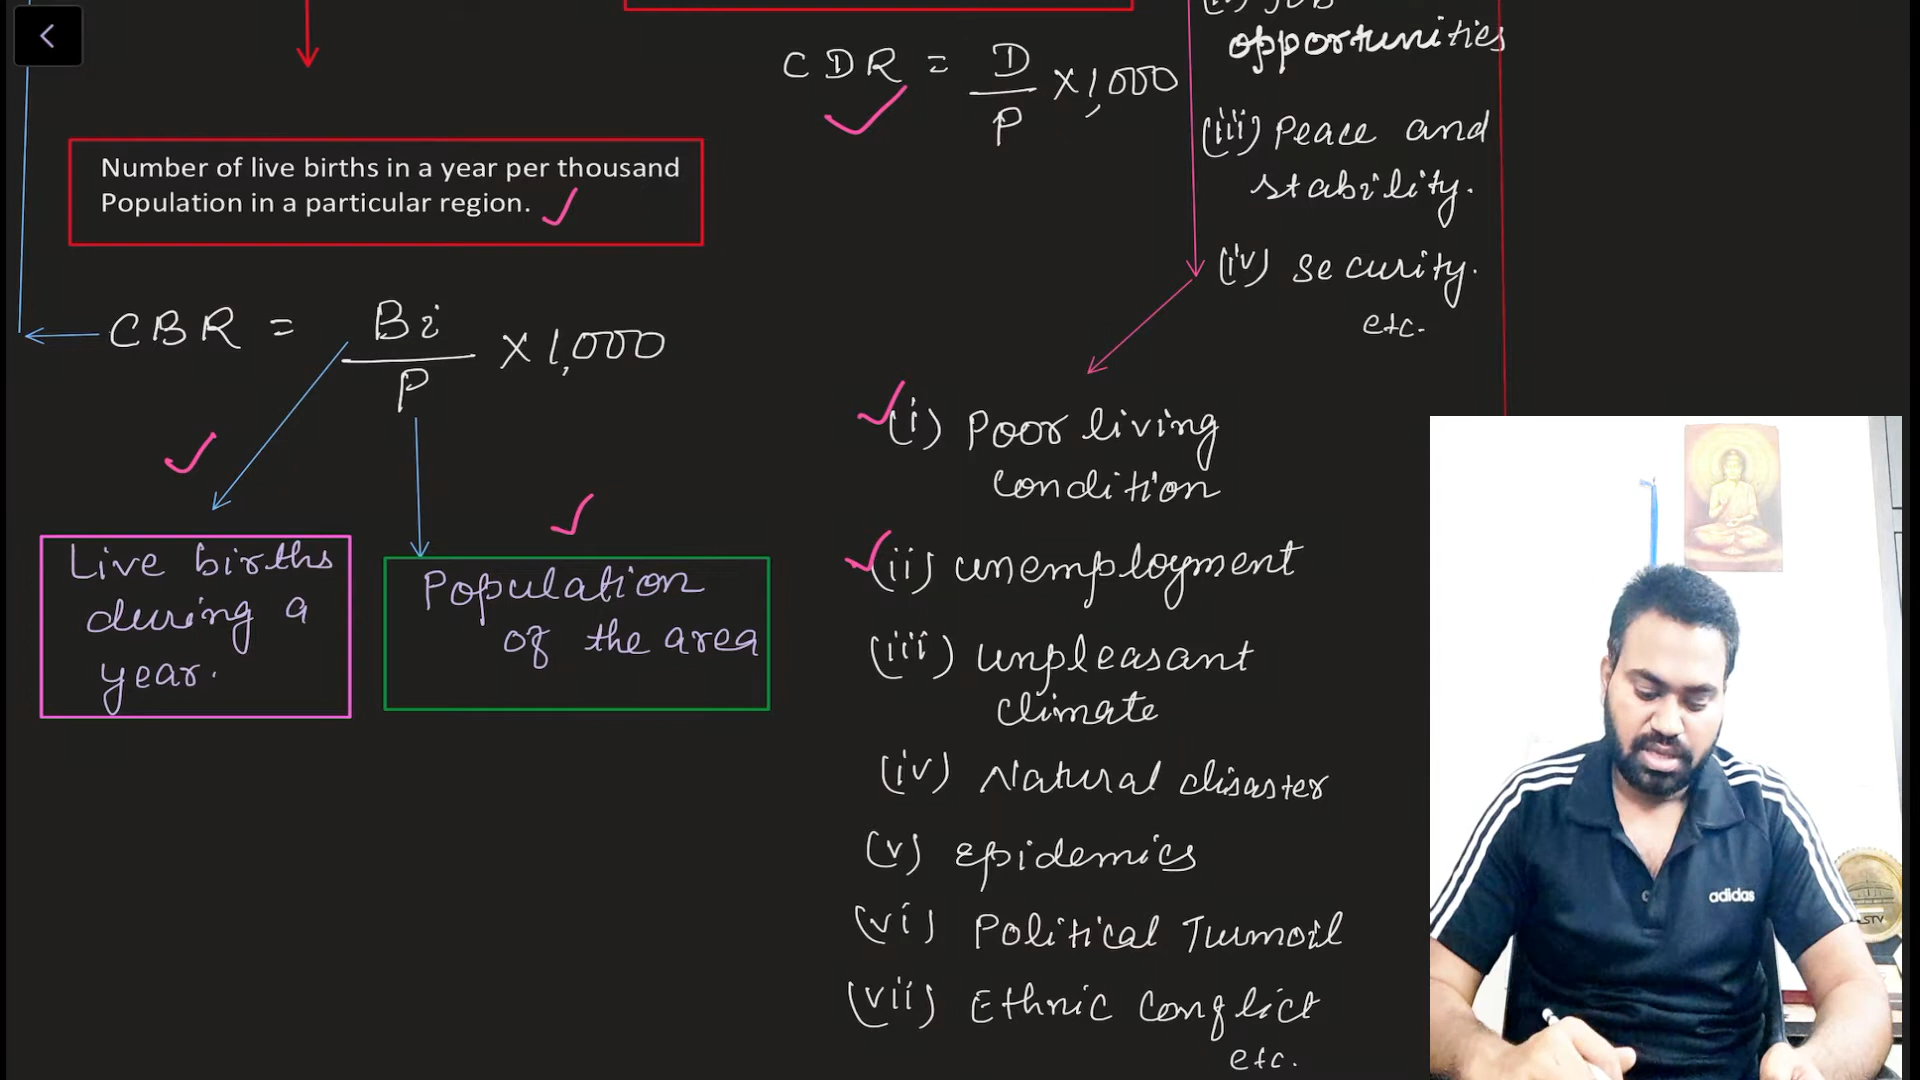 opportunities
CDR = D/P ×1,000
(iii) Peace and
stability.
Number of live births in a year per thousand
Population in a particular region.
(iv) security.
etc.
CBR = Bi/P ×1,000
(i) Poor living
condition
(ii) unemployment
Live births
during a
year.
Population
of the area
(iii) unpleasant
climate
(iv) Natural disaster
(v) epidemics
(vi) Political Turmoil
(vii) Ethnic conflict
etc.
adidas
STV